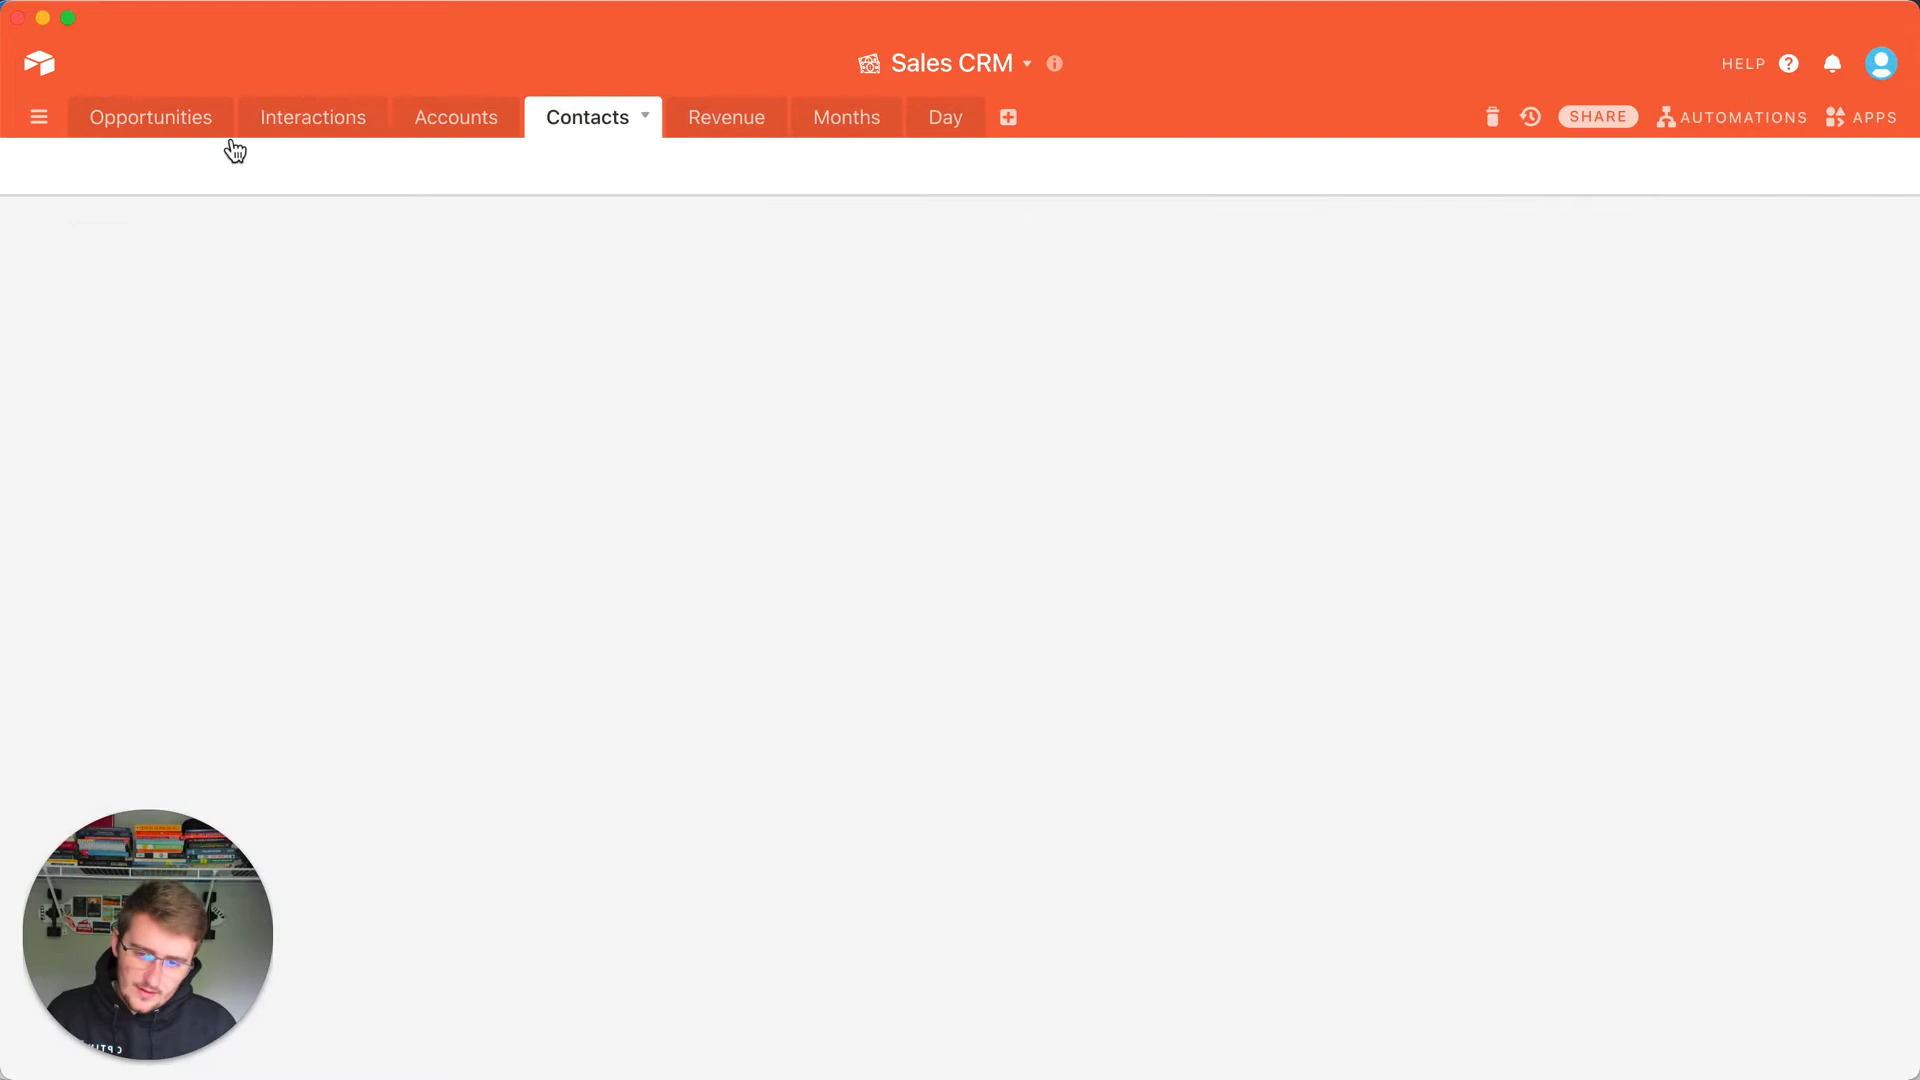 Sales CRM
HELP
Opportunities
Interactions
Accounts
Contacts
Revenue
Months
Day
SHARE
AUTOMATIONS
APPS